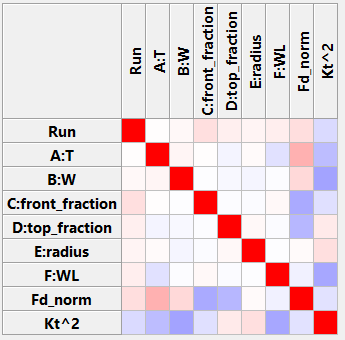 Run
A:T
B:W
C:front_fraction
D:top_fraction
E:radius
F:WL
Fd_norm
Kt^2
Run
A:T
B:W
C:front_fraction
D:top_fraction
E:radius
F:WL
Fd_norm
Kt^2